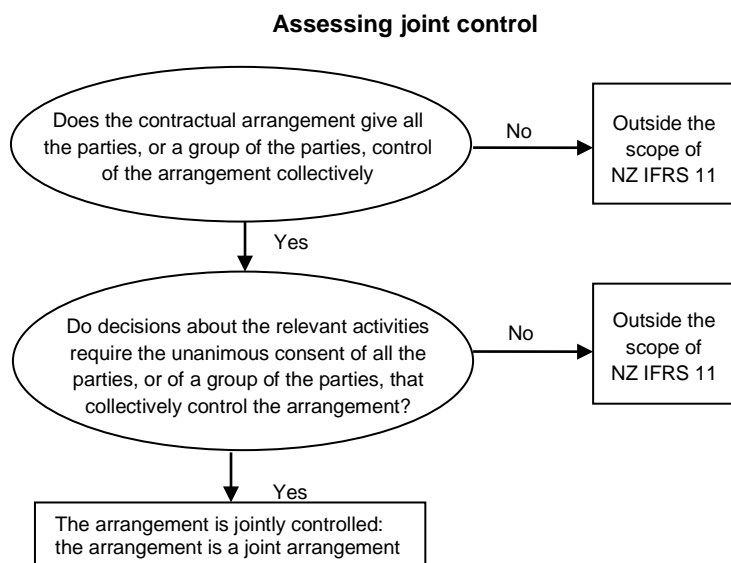 Assessing joint control
Does the contractual arrangement give all
the parties, or a group of the parties, control
of the arrangement collectively
No
Outside the
scope of
NZ IFRS 11
Yes
Do decisions about the relevant activities
require the unanimous consent of all the
parties, or of a group of the parties, that
collectively control the arrangement?
No
Outside the
scope of
NZ IFRS 11
Yes
The arrangement is jointly controlled:
the arrangement is a joint arrangement